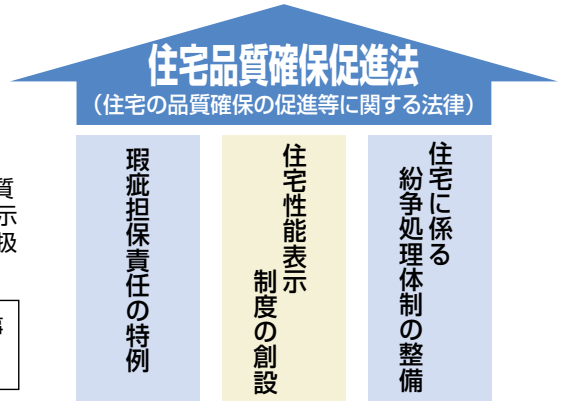 住宅品質確保促進法
(住宅の品質確保の促進等に関する法律)
住宅に係る
紛争処理体制の整備
住宅性能表示
制度の創設
瑕疵担保責任の特例
質
示
扱